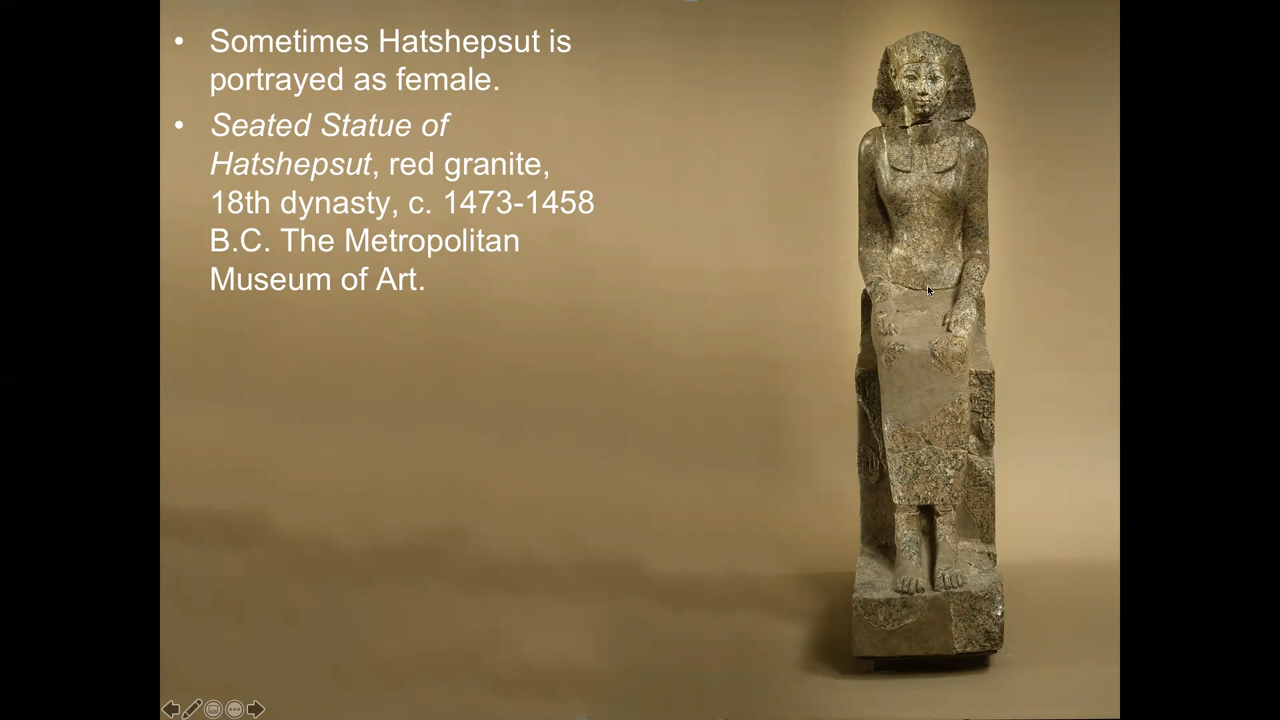 • Sometimes Hatshepsut is
portrayed as female.
• Seated Statue of
Hatshepsut, red granite,
18th dynasty, c. 1473-1458
B.C. The Metropolitan
Museum of Art.